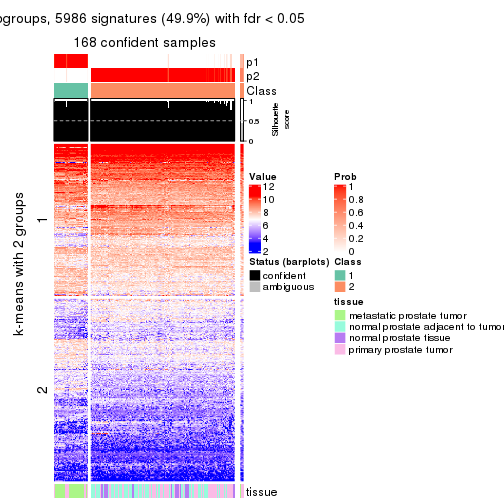 ogroups, 5986 signatures (49.9%) with fdr < 0.05
168 confident samples
p1
p2
Class
1
0.5
0
Silhouette
score
k-means with 2 groups
1
2
Value
12
10
8
6
4
2
Prob
1
0.8
0.6
0.4
0.2
0
Status (barplots)
confident
ambiguous
Class
1
2
tissue
metastatic prostate tumor
normal prostate adjacent to tumor
normal prostate tissue
primary prostate tumor
tissue